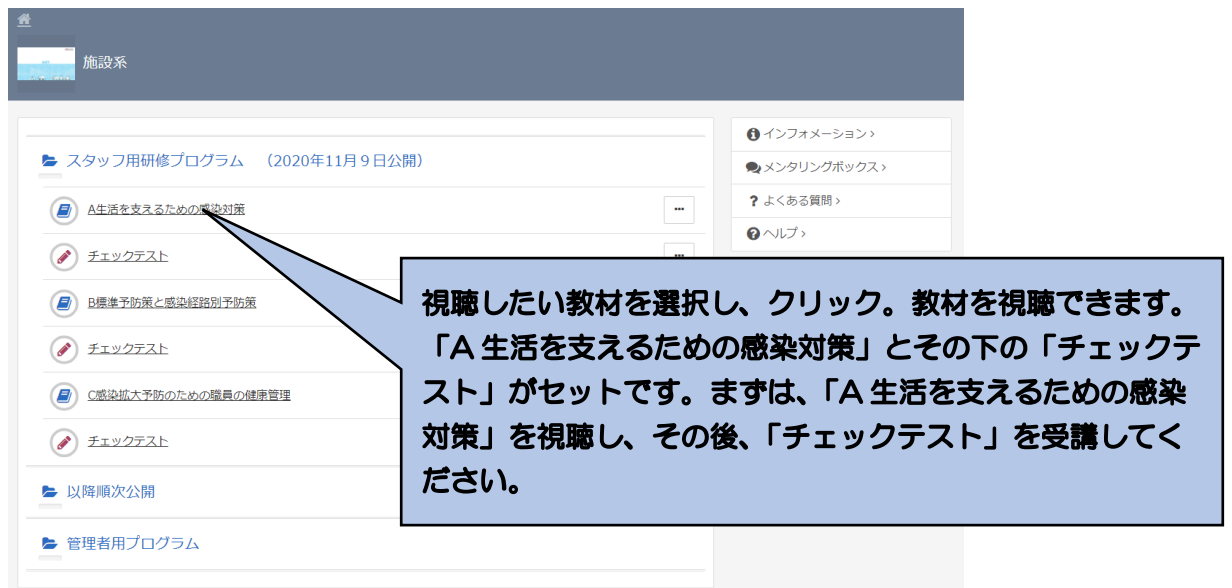 施設系
スタッフ用研修プログラム （2020年11月9日公開）
A生活を支えるための感染対策
チェックテスト
B標準予防策と感染経路別予防策
チェックテスト
C感染拡大予防のための職員の健康管理
チェックテスト
以降順次公開
管理者用プログラム
インフォメーション
メンタリングボックス
よくある質問
ヘルプ
視聴したい教材を選択し、クリック。教材を視聴できます。
「A 生活を支えるための感染対策」とその下の「チェックテ
スト」がセットです。まずは、「A 生活を支えるための感染
対策」を視聴し、その後、「チェックテスト」を受講してく
ださい。